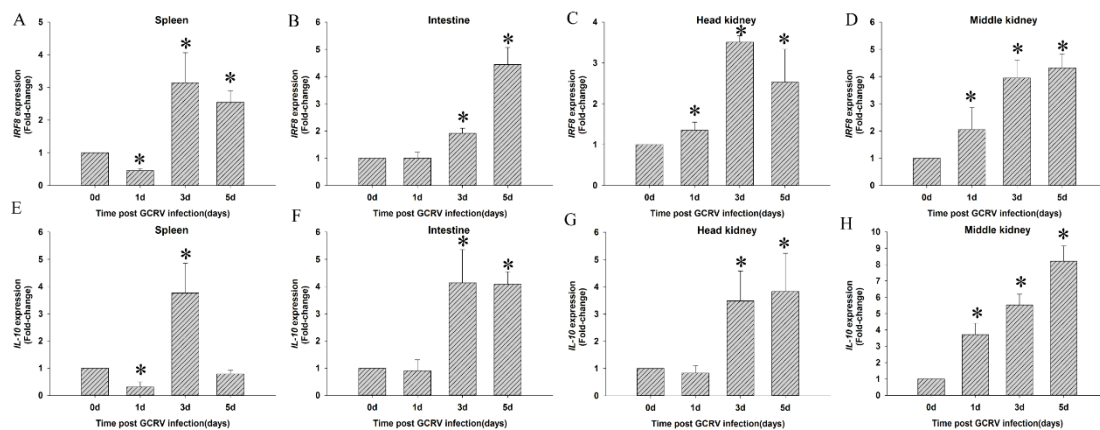 A
Spleen
IRF8 expression
(Fold-change)
5
4
3
2
1
0
*
*
*
0d 1d 3d 5d
Time post GCRV infection(days)
B
Intestine
IRF8 expression
(Fold-change)
6
5
4
3
2
1
0
*
*
0d 1d 3d 5d
Time post GCRV infection(days)
C
Head kidney
IRF8 expression
(Fold-change)
4
3
2
1
0
*
*
*
0d 1d 3d 5d
Time post GCRV infection(days)
D
Middle kidney
IRF8 expression
(Fold-change)
6
5
4
3
2
1
0
*
*
*
0d 1d 3d 5d
Time post GCRV infection(days)
E
Spleen
IL-10 expression
(Fold-change)
6
5
4
3
2
1
0
*
*
0d 1d 3d 5d
Time post GCRV infection(days)
F
Intestine
IL-10 expression
(Fold-change)
6
5
4
3
2
1
0
*
*
0d 1d 3d 5d
Time post GCRV infection(days)
G
Head kidney
IL-10 expression
(Fold-change)
6
5
4
3
2
1
0
*
*
0d 1d 3d 5d
Time post GCRV infection(days)
H
Middle kidney
IL-10 expression
(Fold-change)
10
9
8
7
6
5
4
3
2
1
0
*
*
*
0d 1d 3d 5d
Time post GCRV infection(days)